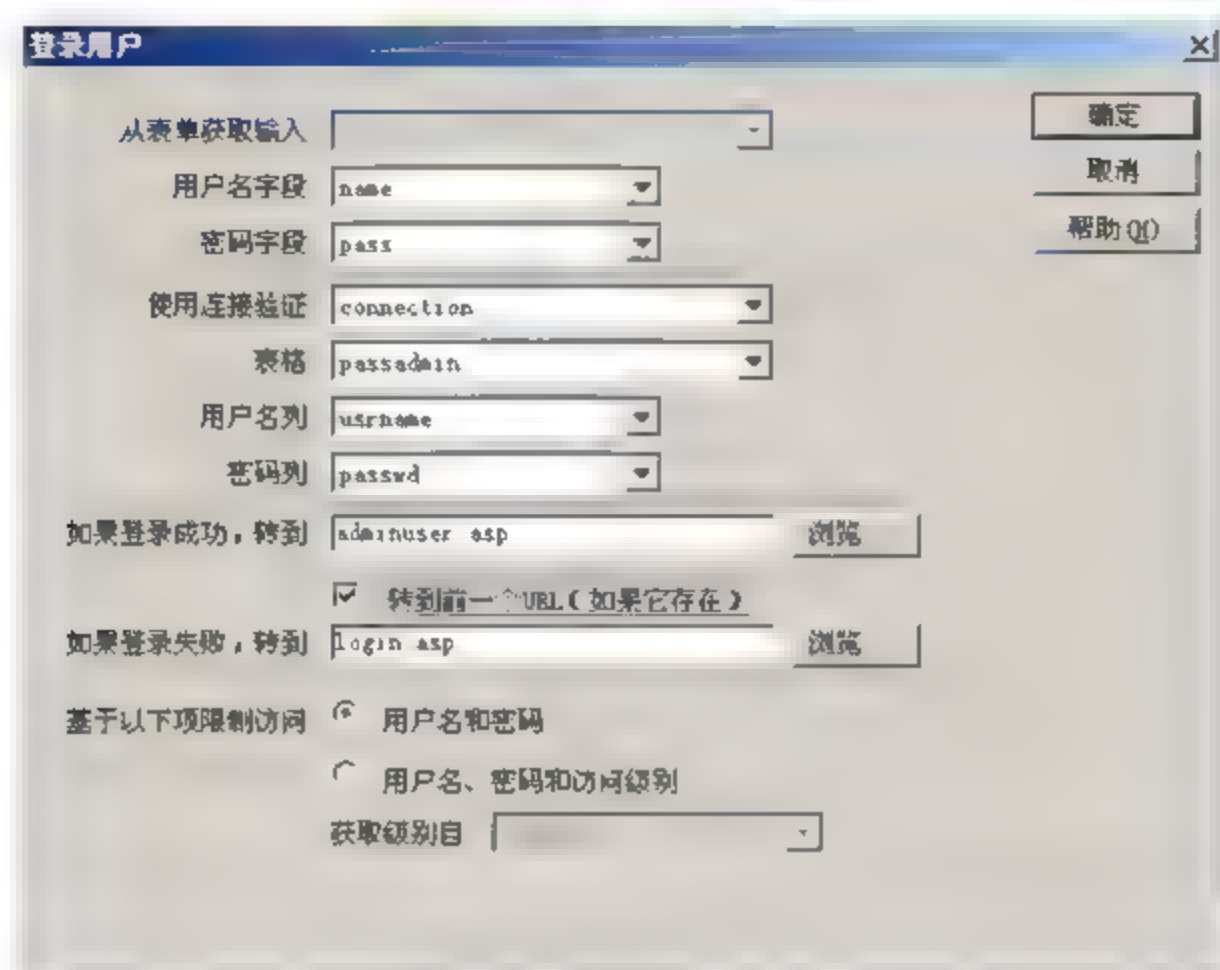 登录用户
从表单获取输入
确定
用户名字段 name
取消
密码字段 pass
帮助(H)
使用连接验证 connection
表格 passadmin
用户名列 usrname
密码列 passwd
如果登录成功，转到 adminuser asp 浏览
转到前一个URL(如果它存在)
如果登录失败，转到 login asp 浏览
基于以下项限制访问 用户名和密码
用户名、密码和访问级别
获取级别自